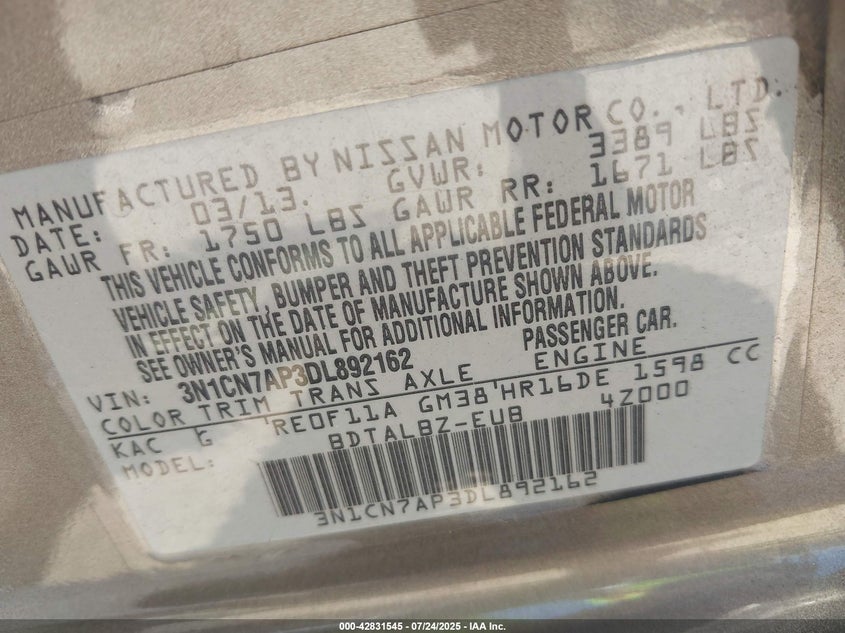 MANUFACTURED BY NISSAN MOTOR CO., LTD.
DATE: 03/13. GVWR: 3389 LBS
GAWR FR: 1750 LBS GAWR RR: 1671 LBS
THIS VEHICLE CONFORMS TO ALL APPLICABLE FEDERAL MOTOR
VEHICLE SAFETY, BUMPER AND THEFT PREVENTION STANDARDS
IN EFFECT ON THE DATE OF MANUFACTURE SHOWN ABOVE.
SEE OWNER'S MANUAL FOR ADDITIONAL INFORMATION.
VIN: 3N1CN7AP3DL892162 PASSENGER CAR.
COLOR TRIM TRANS AXLE ENGINE
KAC G REOF11A GM38 HR16DE 1598 CC
MODEL: BDTALBZ-EUB 4Z000
3N1CN7AP3DL892162
000-42831545 - 07/24/2025 - IAA Inc.